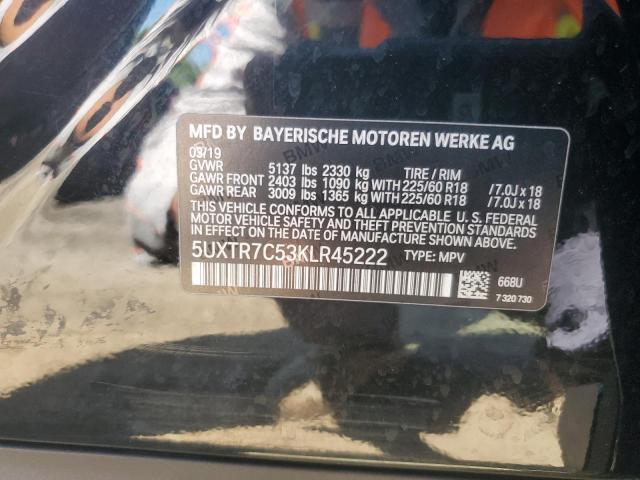 MFD BY BAYERISCHE MOTOREN WERKE AG
03/19
GVWR 5137 lbs 2330 kg TIRE / RIM
GAWR FRONT 2403 lbs 1090 kg WITH 225/60 R18 /7.0J x 18
GAWR REAR 3009 lbs 1365 kg WITH 225/60 R18 /7.0J x 18
THIS VEHICLE CONFORMS TO ALL APPLICABLE U. S. FEDERAL
MOTOR VEHICLE SAFETY AND THEFT PREVENTION STANDARDS
IN EFFECT ON THE DATE OF MANUFACTURE SHOWN ABOVE.
5UXTR7C53KLR45222 TYPE: MPV
668U
7 320 730